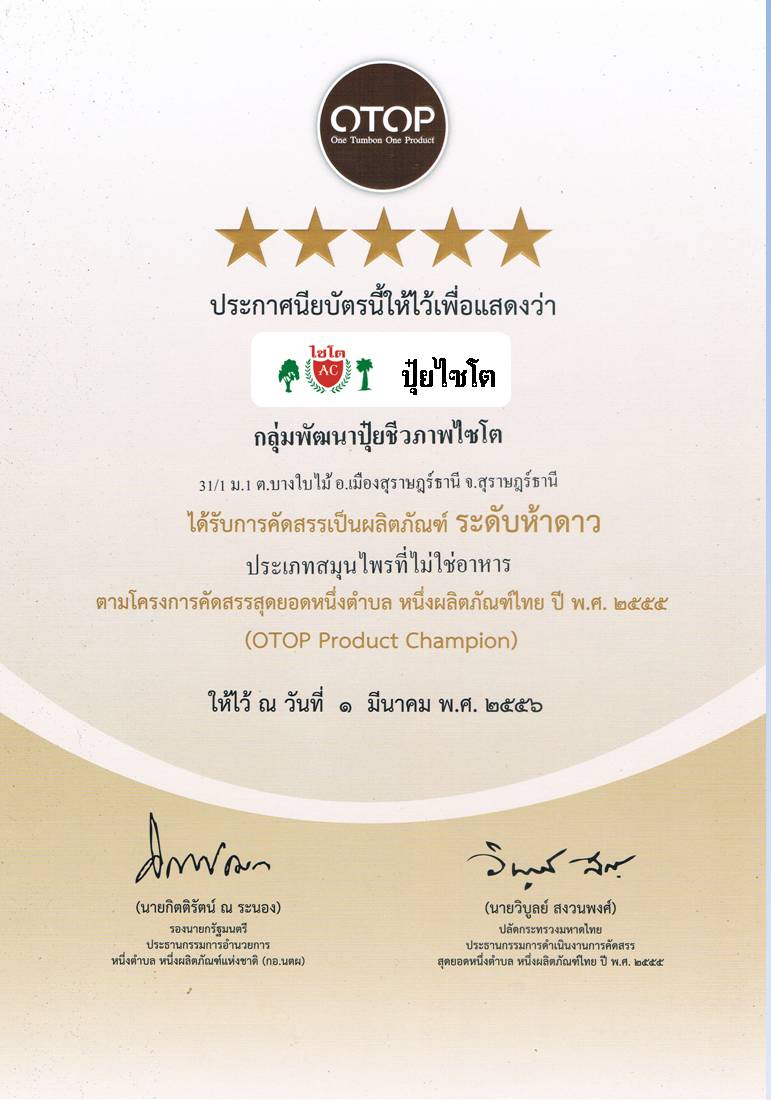 OTOP
One Tumbon One Product
ประกาศนียบัตรนี้ให้ไว้เพื่อแสดงว่า
ไซโต
AC
ปุ๋ยไซโต
กลุ่มพัฒนาปุ๋ยชีวภาพไซโต
31/1 ม.1 ต.บางใบไม้ อ.เมืองสุราษฎร์ธานี จ.สุราษฎร์ธานี
ได้รับการคัดสรรเป็นผลิตภัณฑ์ ระดับห้าดาว
ประเภทสมุนไพรที่ไม่ใช่อาหาร
ตามโครงการคัดสรรสุดยอดหนึ่งตำบล หนึ่งผลิตภัณฑ์ไทย ปี พ.ศ. ๒๕๕๕
(OTOP Product Champion)
ให้ไว้ ณ วันที่ ๑ มีนาคม พ.ศ. ๒๕๕๖
(นายกิตติรัตน์ ณ ระนอง)
รองนายกรัฐมนตรี
ประธานกรรมการอำนวยการ
หนึ่งตำบล หนึ่งผลิตภัณฑ์แห่งชาติ (กอ.นตผ)
(นายวิบูลย์ สงวนพงศ์)
ปลัดกระทรวงมหาดไทย
ประธานกรรมการดำเนินงานการคัดสรร
สุดยอดหนึ่งตำบล หนึ่งผลิตภัณฑ์ไทย ปี พ.ศ. ๒๕๕๕